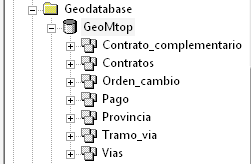 Geodatabase
GeoMtop
Contrato_complementario
Contratos
Orden_cambio
Pago
Provincia
Tramo_via
Vias